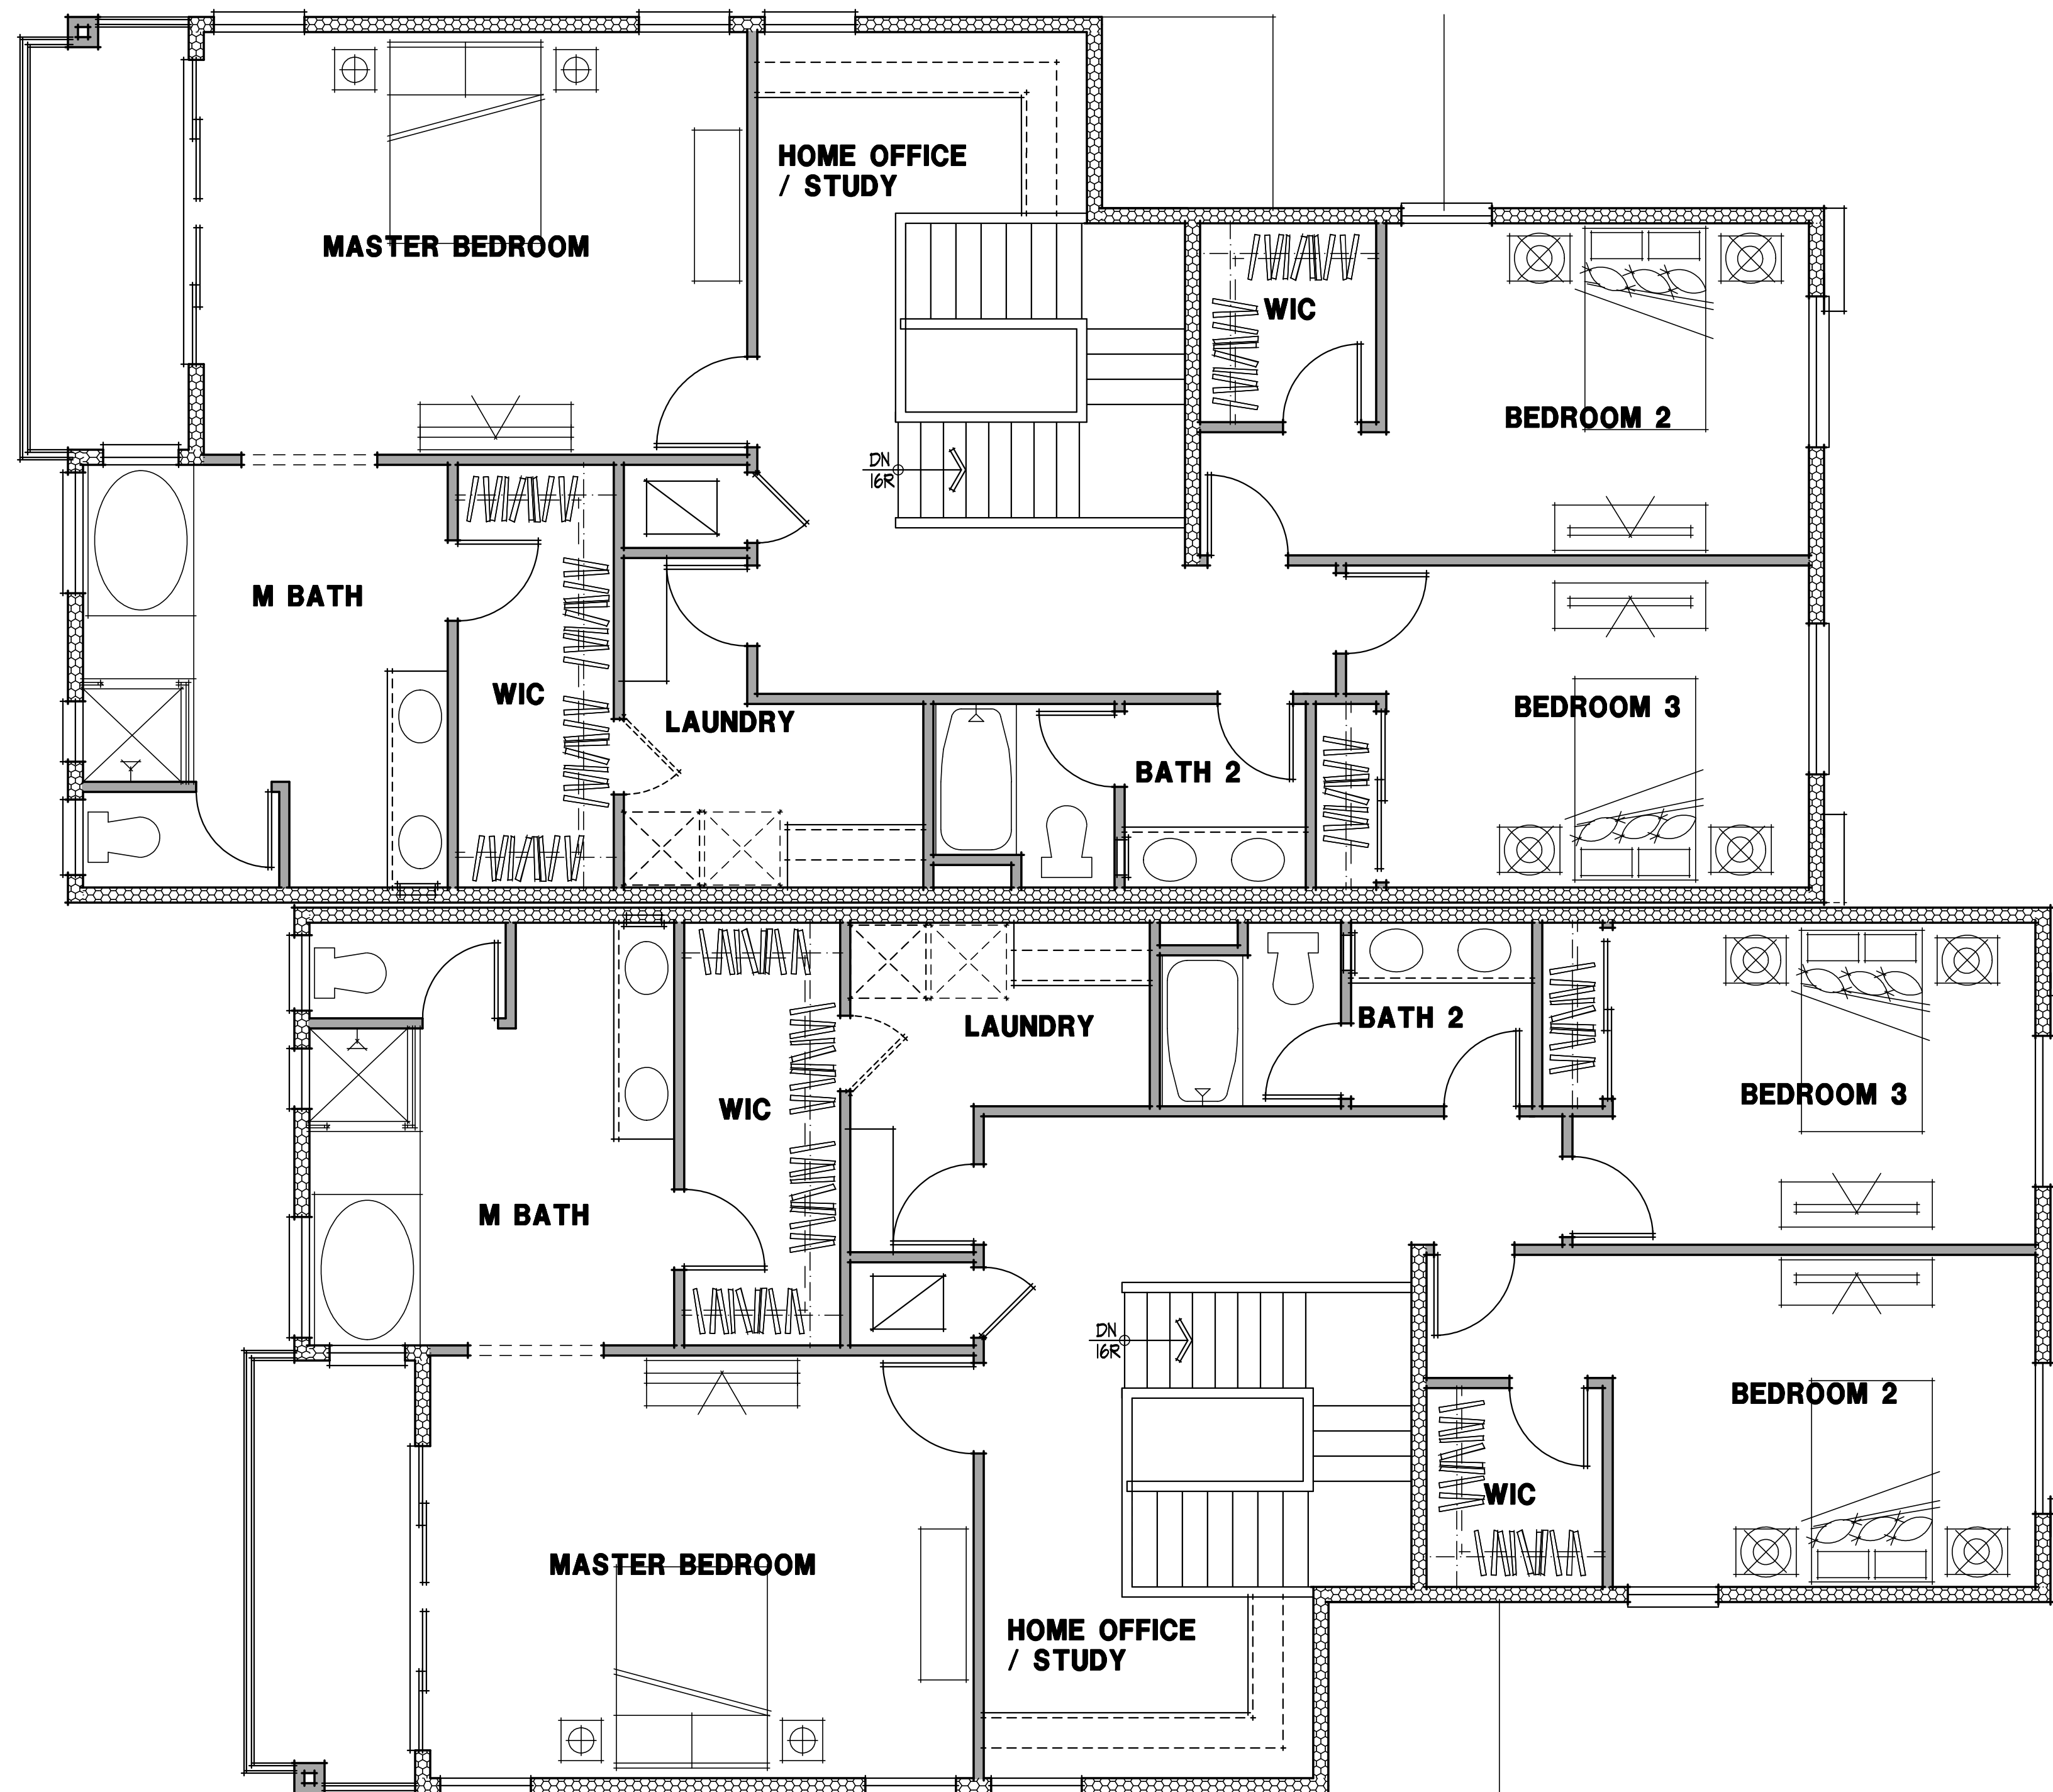 HOME OFFICE
/ STUDY
MASTER BEDROOM
WIC
BEDROOM 2
DN
16R
M BATH
WIC
BEDROOM 3
LAUNDRY
BATH 2
LAUNDRY
BATH 2
BEDROOM 3
WIC
M BATH
DN
16R
BEDROOM 2
WIC
MASTER BEDROOM
HOME OFFICE
/ STUDY